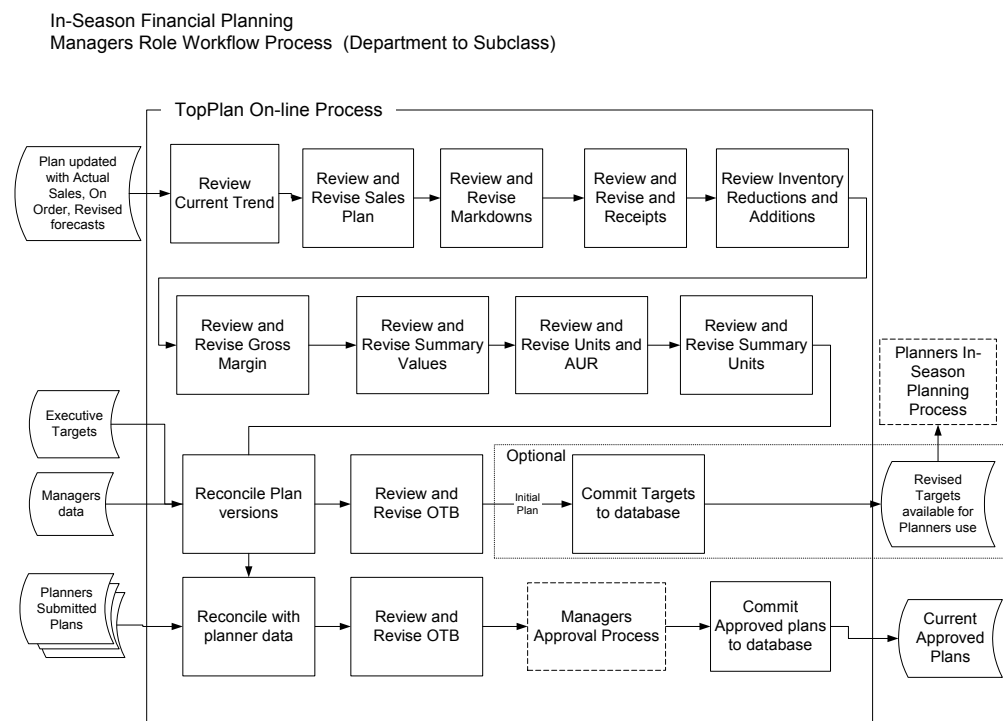 In-Season Financial Planning
Managers Role Workflow Process  (Department to Subclass)
TopPlan On-line Process
Plan updated
with Actual
Sales, On
Order, Revised
forecasts
Review
Current Trend
Review and
Revise Sales
Plan
Review and
Revise
Markdowns
Review and
Revise and
Receipts
Review Inventory
Reductions and
Additions
Review and
Revise Gross
Margin
Review and
Revise Summary
Values
Review and
Revise Units and
AUR
Review and
Revise Summary
Units
Planners In-
Season
Planning
Process
Executive
Targets
Managers
data
Reconcile Plan
versions
Review and
Revise OTB
Optional
Initial
Plan
Commit Targets
to database
Revised
Targets
available for
Planners use
Planners
Submitted
Plans
Reconcile with
planner data
Review and
Revise OTB
Managers
Approval Process
Commit
Approved plans
to database
Current
Approved
Plans